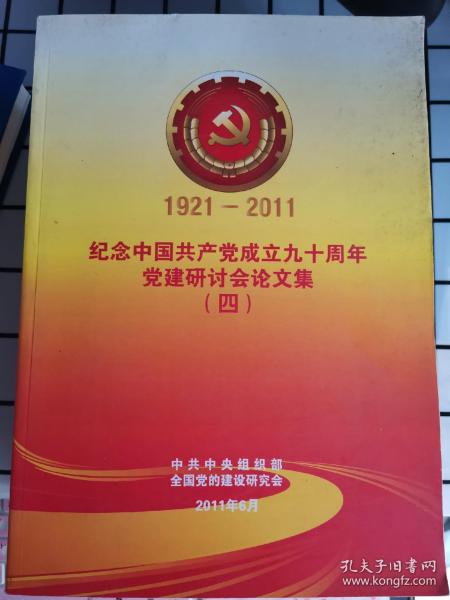 1921-2011
纪念中国共产党成立九十周年
党建研讨会论文集
（四）
中共中央组织部
全国党的建设研究会
2011年6月
孔夫子旧书网
www.kongfz.com